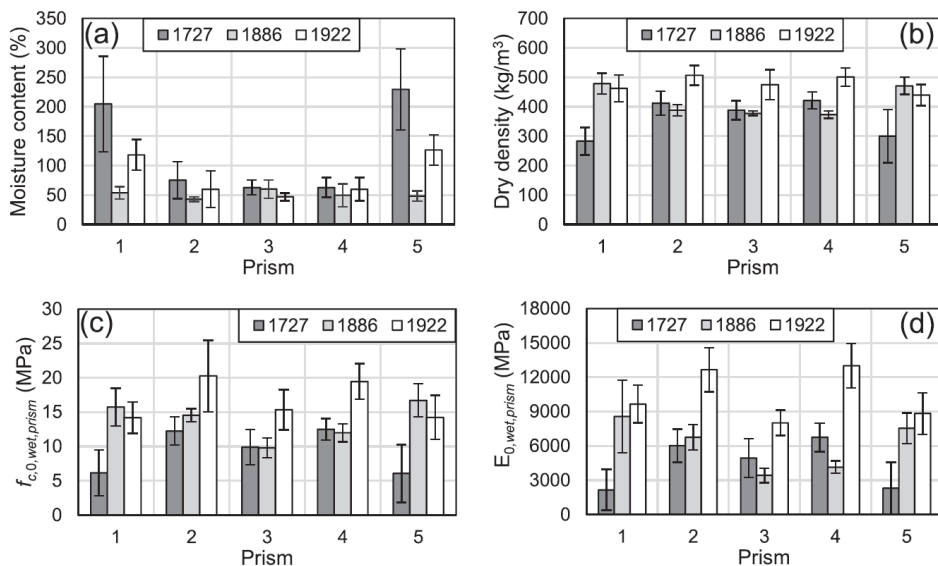 (a)
1727 1886 1922
Moisture content (%)
350
300
250
200
150
100
50
0
1 2 3 4 5
Prism
(b)
1727 1886 1922
Dry density (kg/m³)
700
600
500
400
300
200
100
0
1 2 3 4 5
Prism
(c)
1727 1886 1922
fc,0,wet,prism (MPa)
30
25
20
15
10
5
0
1 2 3 4 5
Prism
(d)
1727 1886 1922
E0,wet,prism (MPa)
18000
15000
12000
9000
6000
3000
0
1 2 3 4 5
Prism